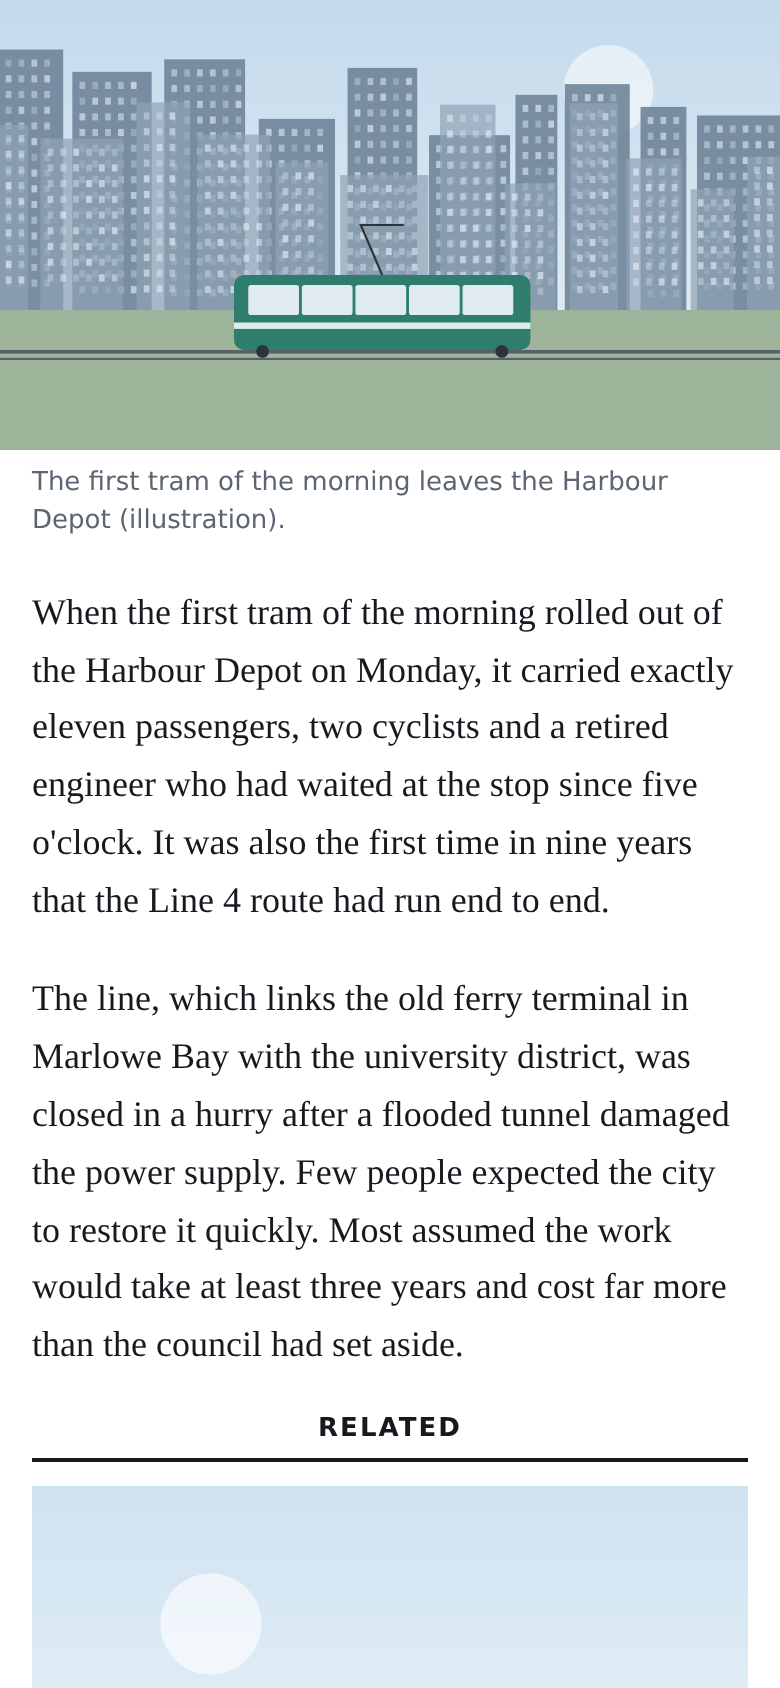 The first tram of the morning leaves the Harbour
Depot (illustration).
When the first tram of the morning rolled out of
the Harbour Depot on Monday, it carried exactly
eleven passengers, two cyclists and a retired
engineer who had waited at the stop since five
o'clock. It was also the first time in nine years
that the Line 4 route had run end to end.
The line, which links the old ferry terminal in
Marlowe Bay with the university district, was
closed in a hurry after a flooded tunnel damaged
the power supply. Few people expected the city
to restore it quickly. Most assumed the work
would take at least three years and cost far more
than the council had set aside.
RELATED